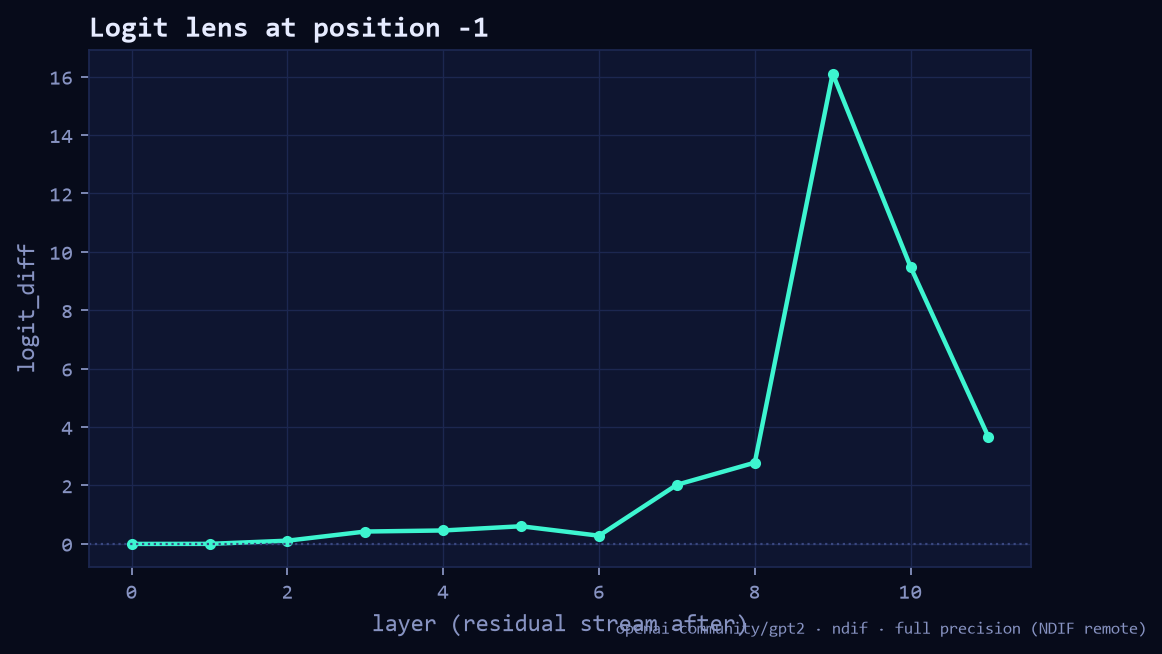 Logit lens at position -1
16
14
12
10
8
6
4
2
0
logit_diff
0 2 4 6 8 10
layer (residual stream after)
openai-community/gpt2 · ndif · full precision (NDIF remote)